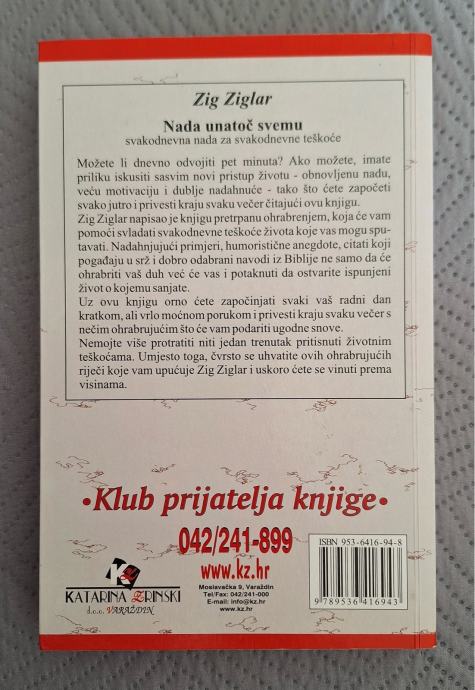 Zig Ziglar
Nada unatoč svemu
svakodnevna nada za svakodnevne teškoće
Možete li dnevno odvojiti pet minuta? Ako možete, imate
priliku iskusiti sasvim novi pristup životu - obnovljenu nadu,
veću motivaciju i dublje nadahnuće - tako što ćete započeti
svako jutro i privesti kraju svaku večer čitajući ovu knjigu.
Zig Ziglar napisao je knjigu pretrpanu ohrabrenjem, koja će vam
pomoći svladati svakodnevne teškoće života koje vas mogu spu-
tavati. Nadahnjujući primjeri, humoristične anegdote, citati koji
pogađaju u srž i dobro odabrani navodi iz Biblije ne samo da će
ohrabriti vaš duh već će vas i potaknuti da ostvarite ispunjeni
život o kojemu sanjate.
Uz ovu knjigu orno ćete započinjati svaki vaš radni dan
kratkom, ali vrlo moćnom porukom i privesti kraju svaku večer s
nečim ohrabrujućim što će vam podariti ugodne snove.
Nemojte više protratiti niti jedan trenutak pritisnuti životnim
teškoćama. Umjesto toga, čvrsto se uhvatite ovih ohrabrujućih
riječi koje vam upućuje Zig Ziglar i uskoro ćete se vinuti prema
visinama.
•Klub prijatelja knjige•
042/241-899
www.kz.hr
Moslavačka 9, Varaždin
Tel/Fax: 042/241-000
E-mail: info@kz.hr
www.kz.hr
KZ
KATARINA ZRINSKI
d.o.o. VARAŽDIN
ISBN 953-6416-94-8
9 789536 416943